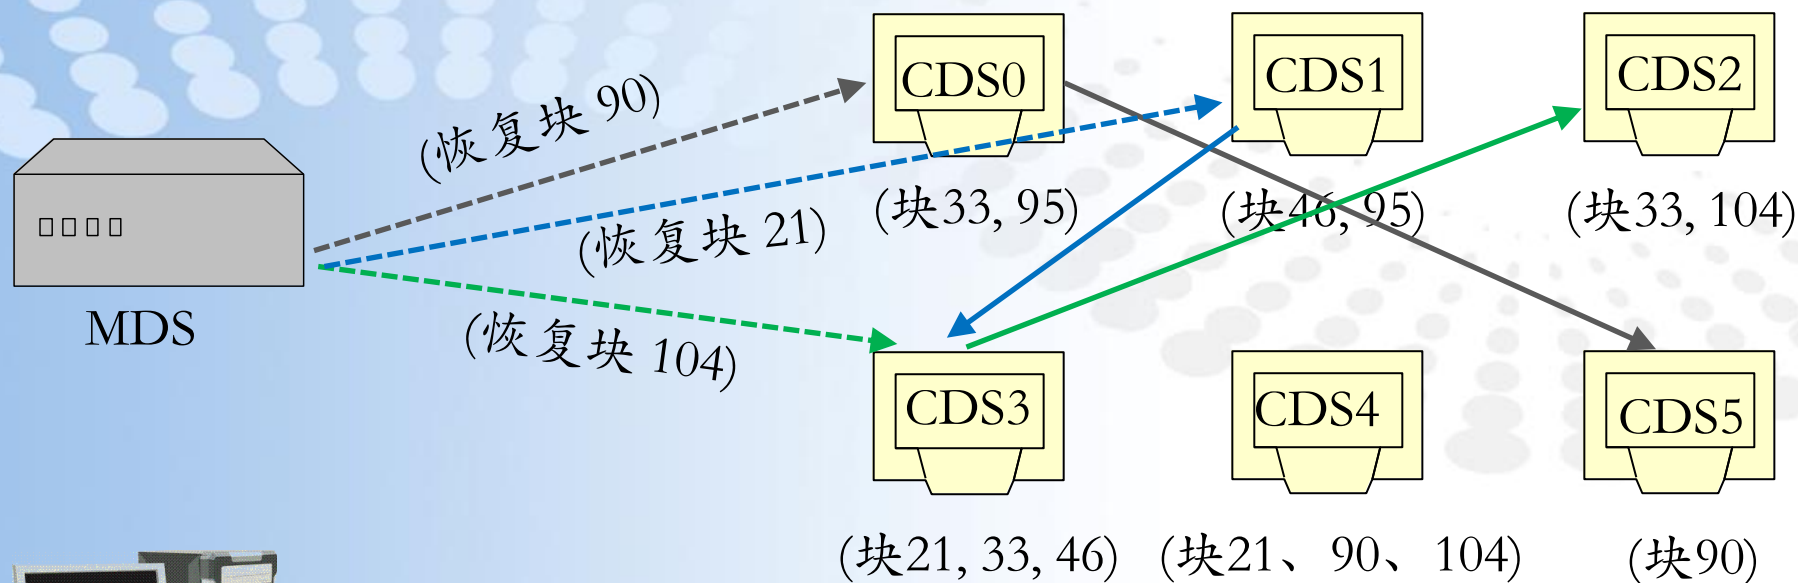 CDS0
CDS1
CDS2
(恢复块 90)
(块33, 95)
(块46, 95)
(块33, 104)
(恢复块 21)
MDS
(恢复块 104)
CDS3
CDS4
CDS5
(块21, 33, 46)
(块21、90、104)
(块90)